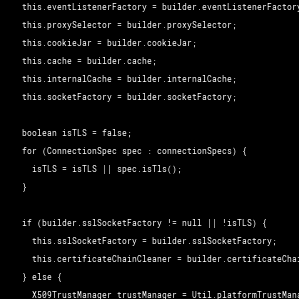 this.eventListenerFactory = builder.eventListenerFactory
this.proxySelector = builder.proxySelector;
this.cookieJar = builder.cookieJar;
this.cache = builder.cache;
this.internalCache = builder.internalCache;
this.socketFactory = builder.socketFactory;
boolean isTLS = false;
for (ConnectionSpec spec : connectionSpecs) {
isTLS = isTLS || spec.isTls();
}
if (builder.sslSocketFactory != null || !isTLS) {
this.sslSocketFactory = builder.sslSocketFactory;
this.certificateChainCleaner = builder.certificateChai
} else {
X509TrustManager trustManager = Util.platformTrustMana